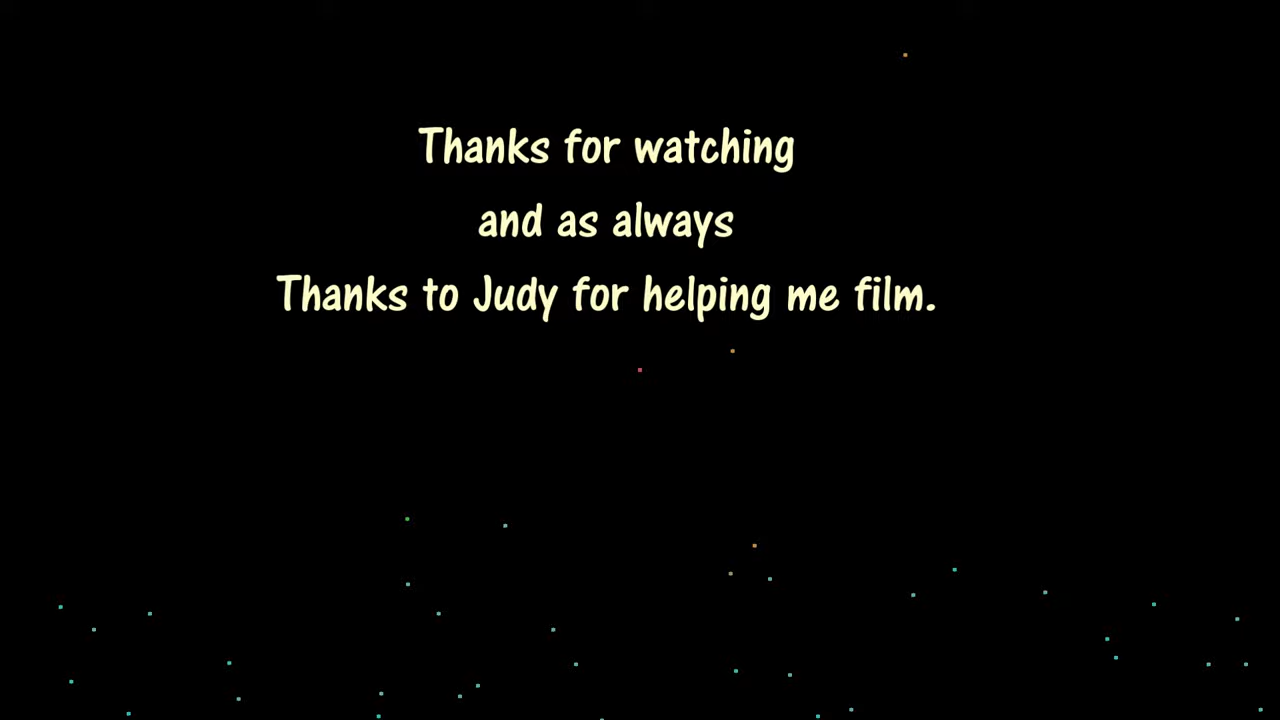 Thanks for watching
and as always
Thanks to Judy for helping me film.